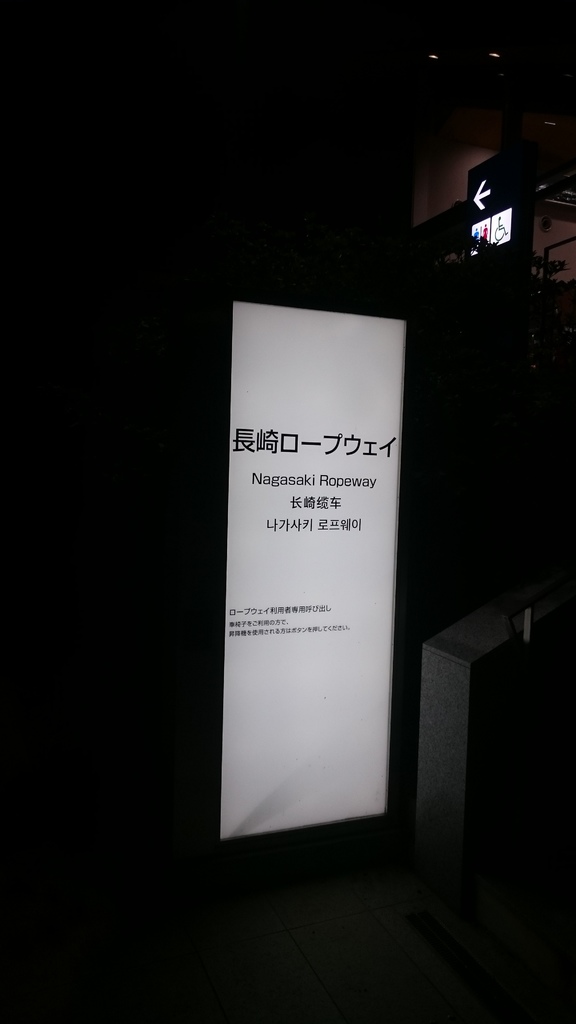 長崎ロープウェイ
Nagasaki Ropeway
长崎缆车
나가사키 로프웨이
ロープウェイ利用者専用呼び出し
車椅子をご利用の方で、
昇降機を使用される方はボタンを押してください。